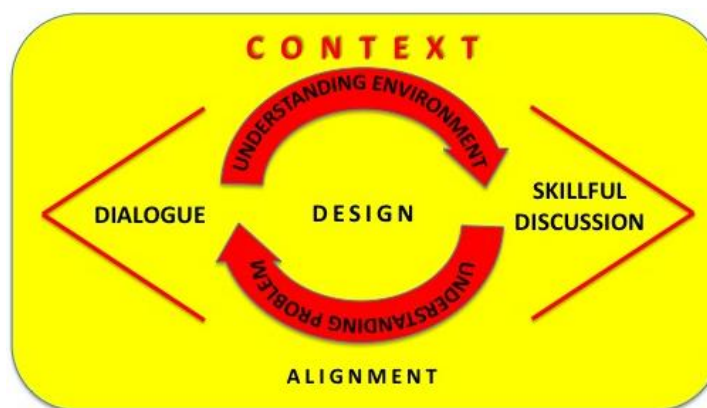 CONTEXT
UNDERSTANDING ENVIRONMENT
DIALOGUE
DESIGN
SKILLFUL
DISCUSSION
UNDERSTANDING PROBLEM
ALIGNMENT